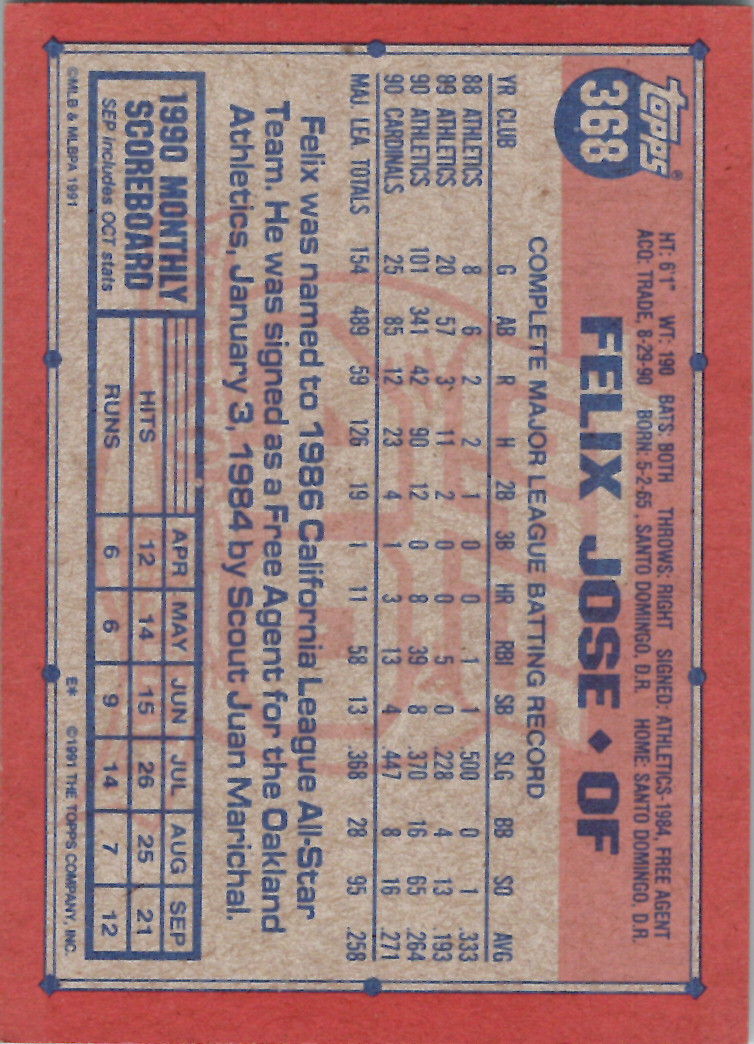 TOPPS®
368
HT: 6'1" WT: 190 BATS: BOTH THROWS: RIGHT SIGNED: ATHLETICS-1984, FREE AGENT
ACQ: TRADE, 8-29-90 BORN: 5-2-65, SANTO DOMINGO, D.R. HOME: SANTO DOMINGO, D.R.
FELIX JOSE ◆ OF
COMPLETE MAJOR LEAGUE BATTING RECORD
YR CLUB G AB R H 2B 3B HR RBI SB SLG BB SO AVG
88 ATHLETICS 8 6 2 2 1 0 0 1 1 .500 0 1 .333
89 ATHLETICS 20 57 3 11 2 0 0 5 0 .228 4 13 .193
90 ATHLETICS 101 341 42 90 12 0 8 39 8 .370 16 65 .264
90 CARDINALS 25 85 12 23 4 1 3 13 4 .447 8 16 .271
MAJ. LEA. TOTALS 154 489 59 126 19 1 11 58 13 .368 28 95 .258
Felix was named to 1986 California League All-Star
Team. He was signed as a Free Agent for the Oakland
Athletics, January 3, 1984 by Scout Juan Marichal.
1990 MONTHLY
SCOREBOARD
SEP includes OCT stats
APR MAY JUN JUL AUG SEP
HITS 12 14 15 26 25 21
RUNS 6 6 9 14 7 12
©MLB & MLBPA 1991 E* ©1991 THE TOPPS COMPANY, INC.